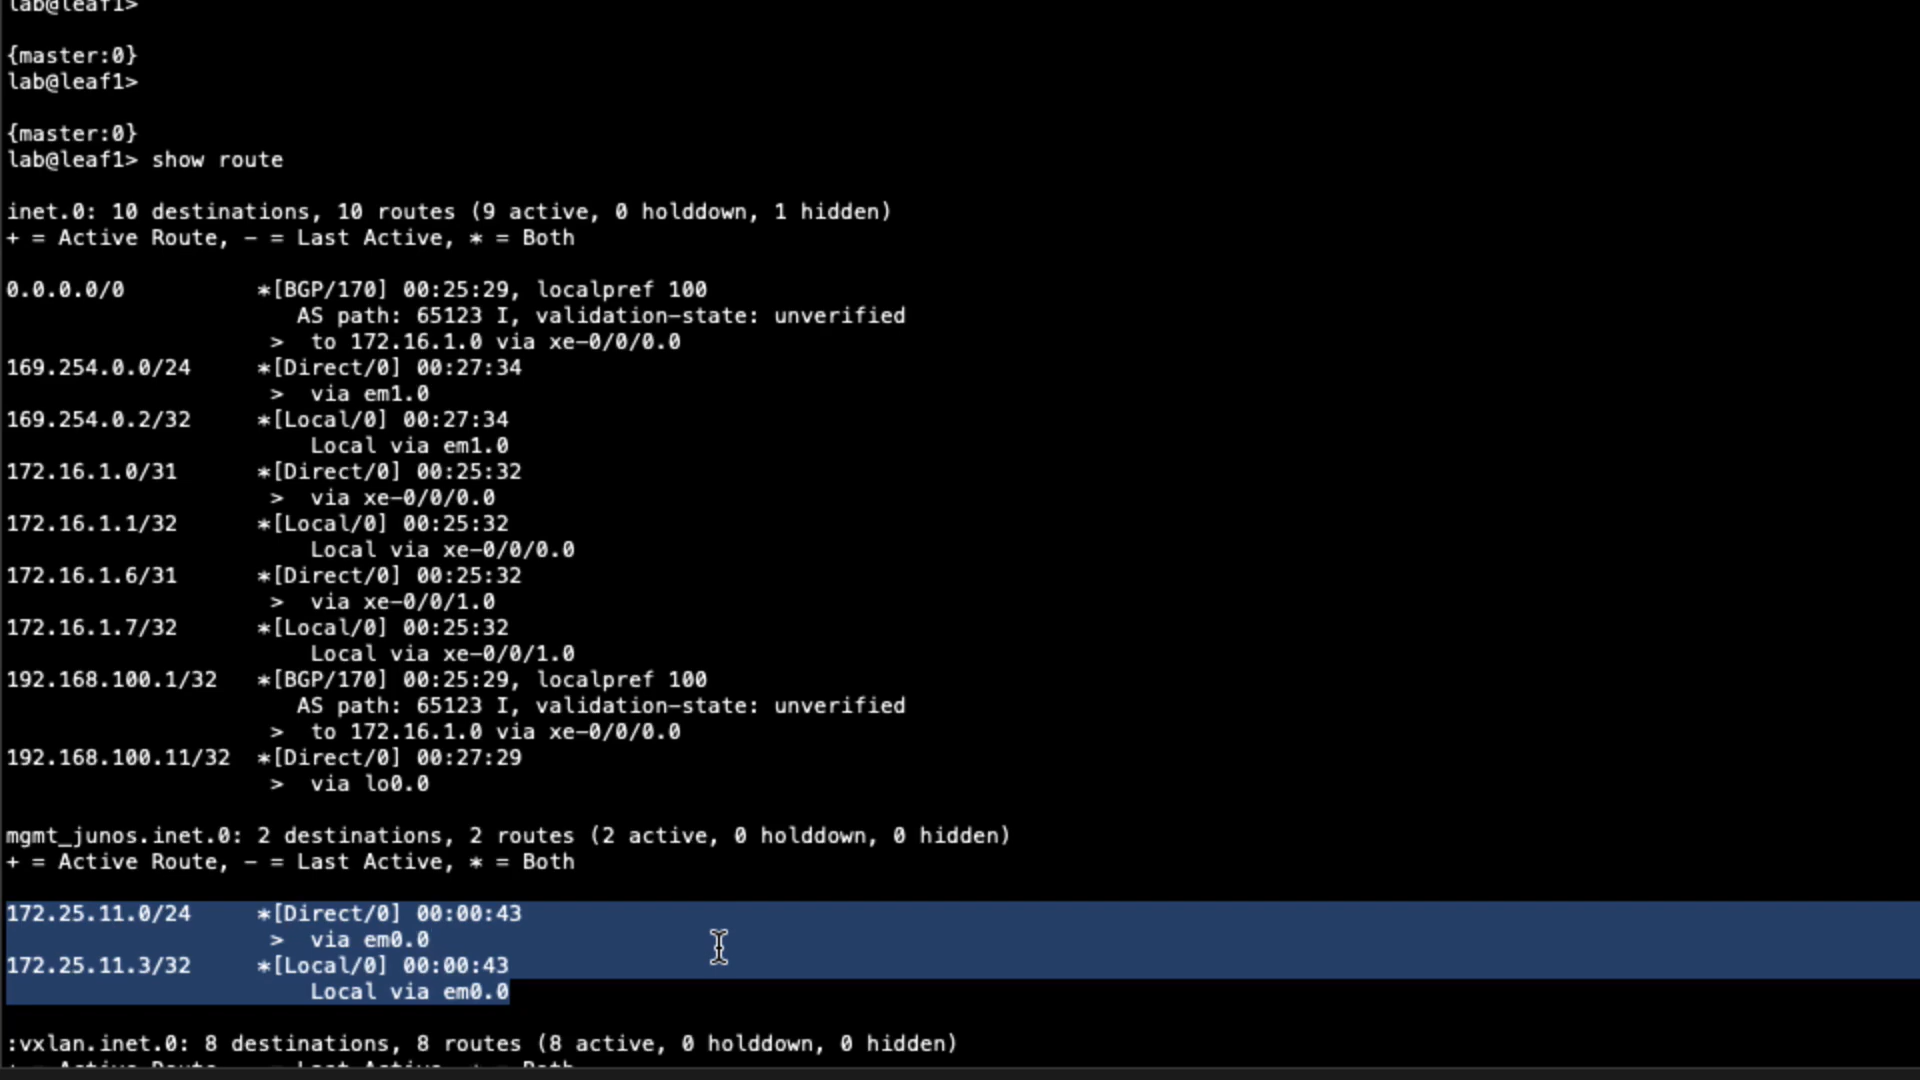 lab@leaf1>
{master:0}
lab@leaf1>
{master:0}
lab@leaf1> show route
inet.0: 10 destinations, 10 routes (9 active, 0 holddown, 1 hidden)
+ = Active Route, - = Last Active, * = Both
0.0.0.0/0 *[BGP/170] 00:25:29, localpref 100
AS path: 65123 I, validation-state: unverified
> to 172.16.1.0 via xe-0/0/0.0
169.254.0.0/24 *[Direct/0] 00:27:34
> via em1.0
169.254.0.2/32 *[Local/0] 00:27:34
Local via em1.0
172.16.1.0/31 *[Direct/0] 00:25:32
> via xe-0/0/0.0
172.16.1.1/32 *[Local/0] 00:25:32
Local via xe-0/0/0.0
172.16.1.6/31 *[Direct/0] 00:25:32
> via xe-0/0/1.0
172.16.1.7/32 *[Local/0] 00:25:32
Local via xe-0/0/1.0
192.168.100.1/32 *[BGP/170] 00:25:29, localpref 100
AS path: 65123 I, validation-state: unverified
> to 172.16.1.0 via xe-0/0/0.0
192.168.100.11/32 *[Direct/0] 00:27:29
> via lo0.0
mgmt_junos.inet.0: 2 destinations, 2 routes (2 active, 0 holddown, 0 hidden)
+ = Active Route, - = Last Active, * = Both
172.25.11.0/24 *[Direct/0] 00:00:43
> via em0.0
172.25.11.3/32 *[Local/0] 00:00:43
Local via em0.0
:vxlan.inet.0: 8 destinations, 8 routes (8 active, 0 holddown, 0 hidden)
+ = Active Route, - = Last Active, * = Both